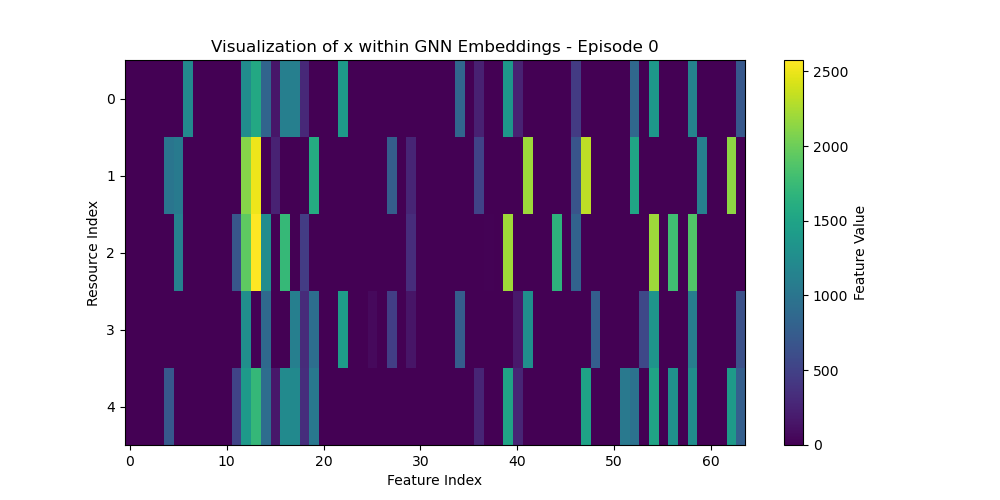 Visualization of x within GNN Embeddings - Episode 0
Resource Index
0
1
2
3
4
0 10 20 30 40 50 60
Feature Index
2500
2000
1500
1000
500
0
Feature Value